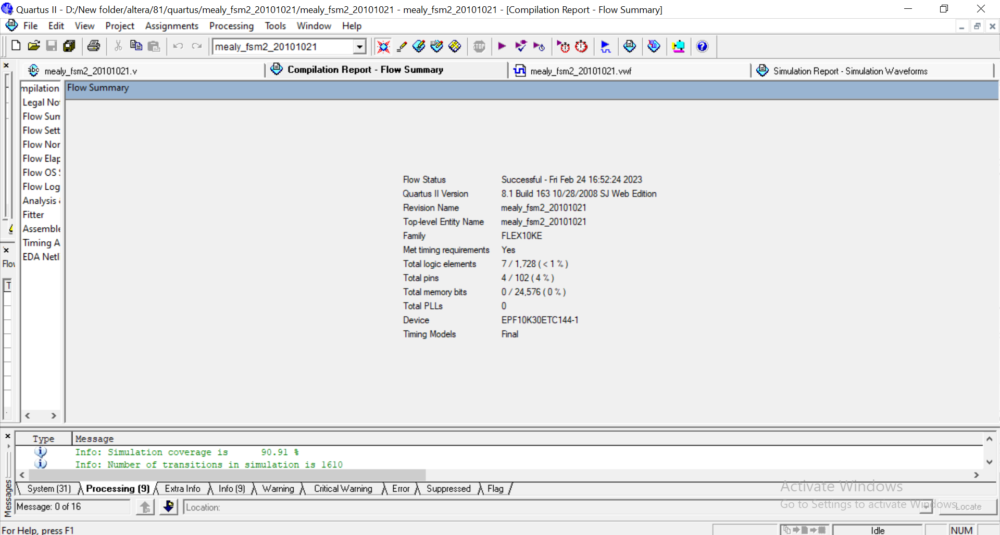 Quartus II - D:/New folder/altera/81/quartus/mealy_fsm2_20101021/mealy_fsm2_20101021 - mealy_fsm2_20101021 - [Compilation Report - Flow Summary]
File Edit View Project Assignments Processing Tools Window Help
mealy_fsm2_20101021
STOP
abc mealy_fsm2_20101021.v
Compilation Report - Flow Summary
mealy_fsm2_20101021.vwf
Simulation Report - Simulation Waveforms
mpilation
Legal No
Flow Sum
Flow Sett
Flow Nor
Flow Elap
Flow OS
Flow Log
Analysis
Fitter
Assemble
Timing A
EDA Netl
Flow
T
Flow Summary
Flow Status Successful - Fri Feb 24 16:52:24 2023
Quartus II Version 8.1 Build 163 10/28/2008 SJ Web Edition
Revision Name mealy_fsm2_20101021
Top-level Entity Name mealy_fsm2_20101021
Family FLEX10KE
Met timing requirements Yes
Total logic elements 7 / 1,728 ( < 1 % )
Total pins 4 / 102 ( 4 % )
Total memory bits 0 / 24,576 ( 0 % )
Total PLLs 0
Device EPF10K30ETC144-1
Timing Models Final
Type Message
Info: Simulation coverage is 90.91 %
Info: Number of transitions in simulation is 1610
System (31) Processing (9) Extra Info Info (9) Warning Critical Warning Error Suppressed Flag
Messages
Message: 0 of 16
Location:
Locate
Activate Windows
Go to Settings to activate Windows.
For Help, press F1
Idle
NUM